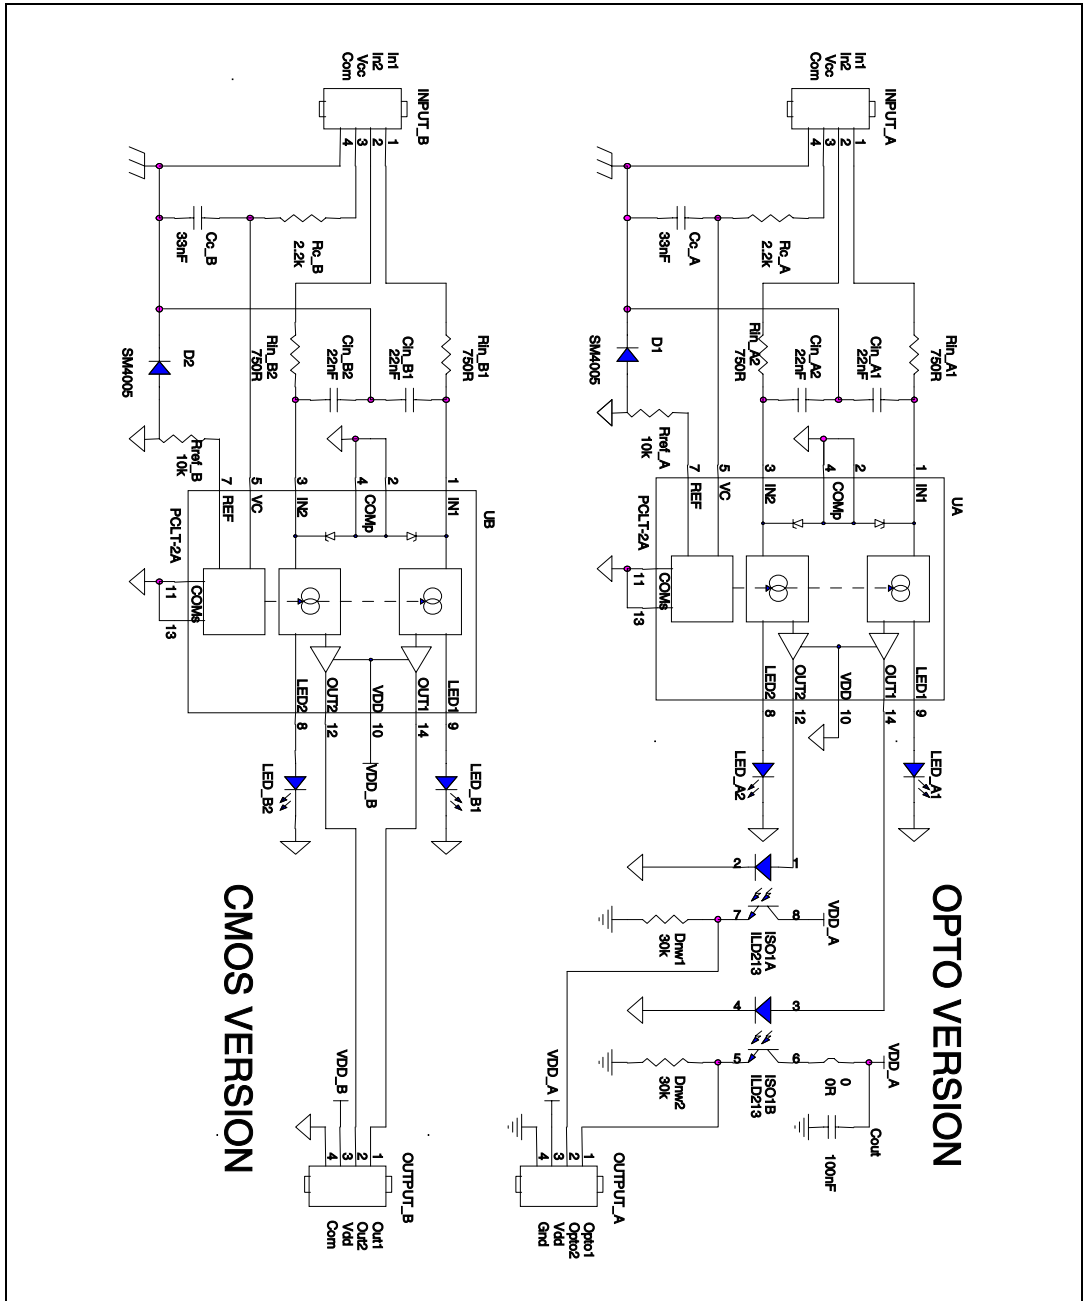 OPTO VERSION
INPUT_A
In1
In2
Vcc
Com
1
2
3
4
Rin_A1
750R
Cin_A1
22nF
Cin_A2
22nF
Rin_A2
750R
Rc_A
2.2k
Cc_A
33nF
D1
SM4005
Rref_A
10k
UA
PCLT-2A
1
IN1
2
4
COMp
3
IN2
5
VC
7
REF
11
COMs
13
LED1
9
OUT1
14
VDD
10
OUT2
12
LED2
8
LED_A1
LED_A2
1
2
8
7
VDD_A
ISO1A
ILD213
Dnw1
30k
3
4
6
5
ISO1B
ILD213
Dnw2
30k
VDD_A
0
0R
Cout
100nF
VDD_A
OUTPUT_A
1
2
3
4
Opto1
Opto2
Vdd
Gnd
CMOS VERSION
INPUT_B
In1
In2
Vcc
Com
1
2
3
4
Rin_B1
750R
Cin_B1
22nF
Cin_B2
22nF
Rin_B2
750R
Rc_B
2.2k
Cc_B
33nF
D2
SM4005
Rref_B
10k
UB
PCLT-2A
1
IN1
2
4
COMp
3
IN2
5
VC
7
REF
11
COMs
13
LED1
9
OUT1
14
VDD
10
OUT2
12
LED2
8
LED_B1
VDD_B
LED_B2
VDD_B
OUTPUT_B
1
2
3
4
Out1
Out2
Vdd
Com